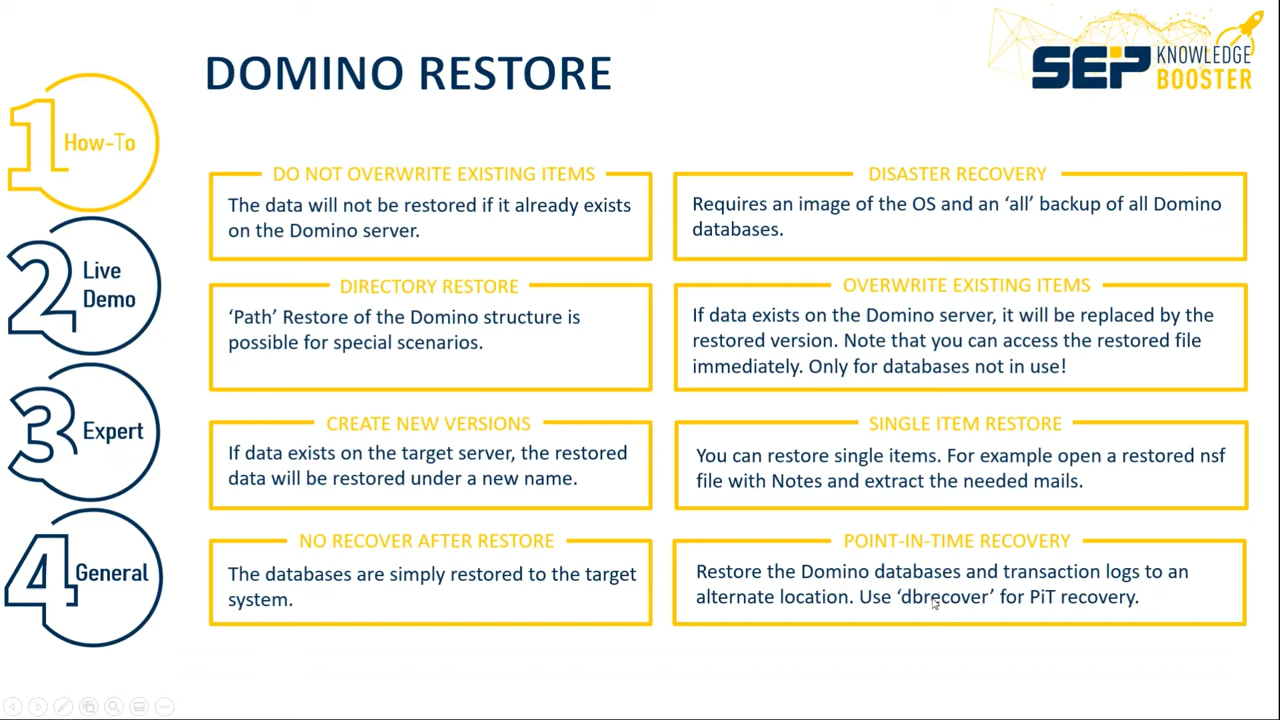 DOMINO RESTORE
SEP KNOWLEDGE
BOOSTER
1 How-To
2 Live
Demo
3 Expert
4 General
DO NOT OVERWRITE EXISTING ITEMS
The data will not be restored if it already exists
on the Domino server.
DISASTER RECOVERY
Requires an image of the OS and an ‘all’ backup of all Domino
databases.
DIRECTORY RESTORE
‘Path’ Restore of the Domino structure is
possible for special scenarios.
OVERWRITE EXISTING ITEMS
If data exists on the Domino server, it will be replaced by the
restored version. Note that you can access the restored file
immediately. Only for databases not in use!
CREATE NEW VERSIONS
If data exists on the target server, the restored
data will be restored under a new name.
SINGLE ITEM RESTORE
You can restore single items. For example open a restored nsf
file with Notes and extract the needed mails.
NO RECOVER AFTER RESTORE
The databases are simply restored to the target
system.
POINT-IN-TIME RECOVERY
Restore the Domino databases and transaction logs to an
alternate location. Use ‘dbrecover’ for PiT recovery.